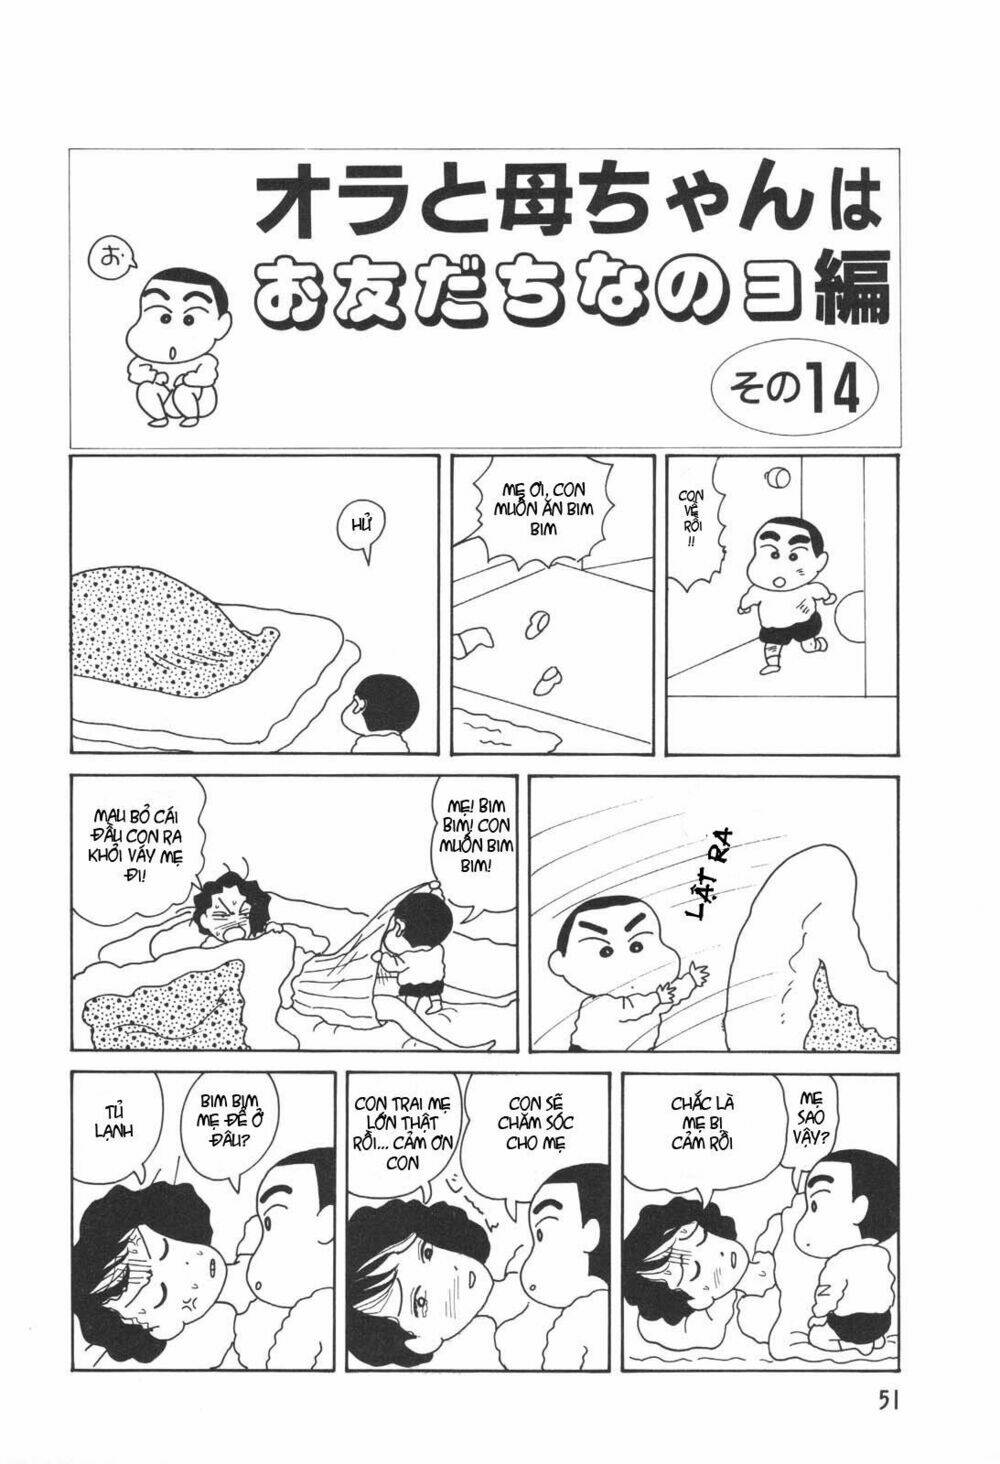 オラと母ちゃんは
お友だちなのヨ編
お
その14
CON
VỀ
RỒI
!!
MẸ ƠI, CON
MUỐN ĂN BIM
BIM
HỬ
LẬT RA
MẸ! BIM
BIM! CON
MUỐN BIM
BIM!
MAU BỎ CÁI
ĐẦU CON RA
KHỎI VÁY MẸ
ĐI!
MẸ
SAO
VẬY?
CHẮC LÀ
MẸ BỊ
CẢM RỒI
CON SẼ
CHĂM SÓC
CHO MẸ
CON TRAI MẸ
LỚN THẬT
RỒI... CẢM ƠN
CON
BIM BIM
MẸ ĐỂ Ở
ĐÂU?
TỦ
LẠNH
51